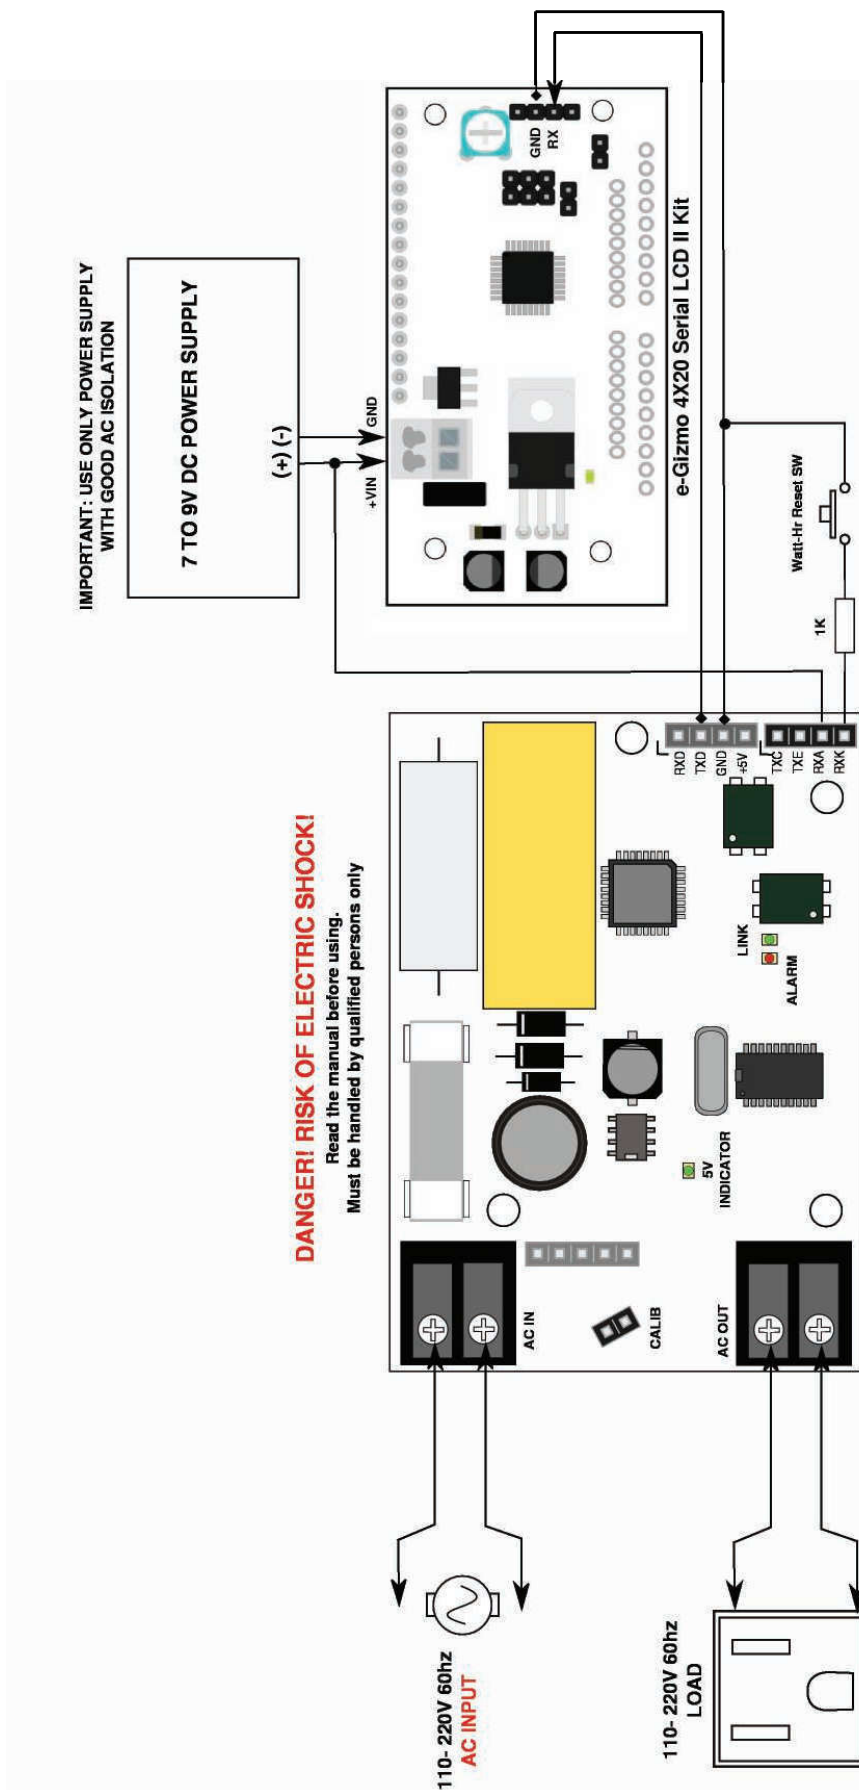 IMPORTANT: USE ONLY POWER SUPPLY
WITH GOOD AC ISOLATION
7 TO 9V DC POWER SUPPLY
(+) (-)
+VIN
GND
GND
RX
e-Gizmo 4X20 Serial LCD II Kit
Watt-Hr Reset SW
1K
DANGER! RISK OF ELECTRIC SHOCK!
Read the manual before using.
Must be handled by qualified persons only
RXD
TXD
GND
+5V
TXC
TXE
RXA
RXK
LINK
ALARM
5V
INDICATOR
AC IN
CALIB
AC OUT
110- 220V 60hz
AC INPUT
110- 220V 60hz
LOAD